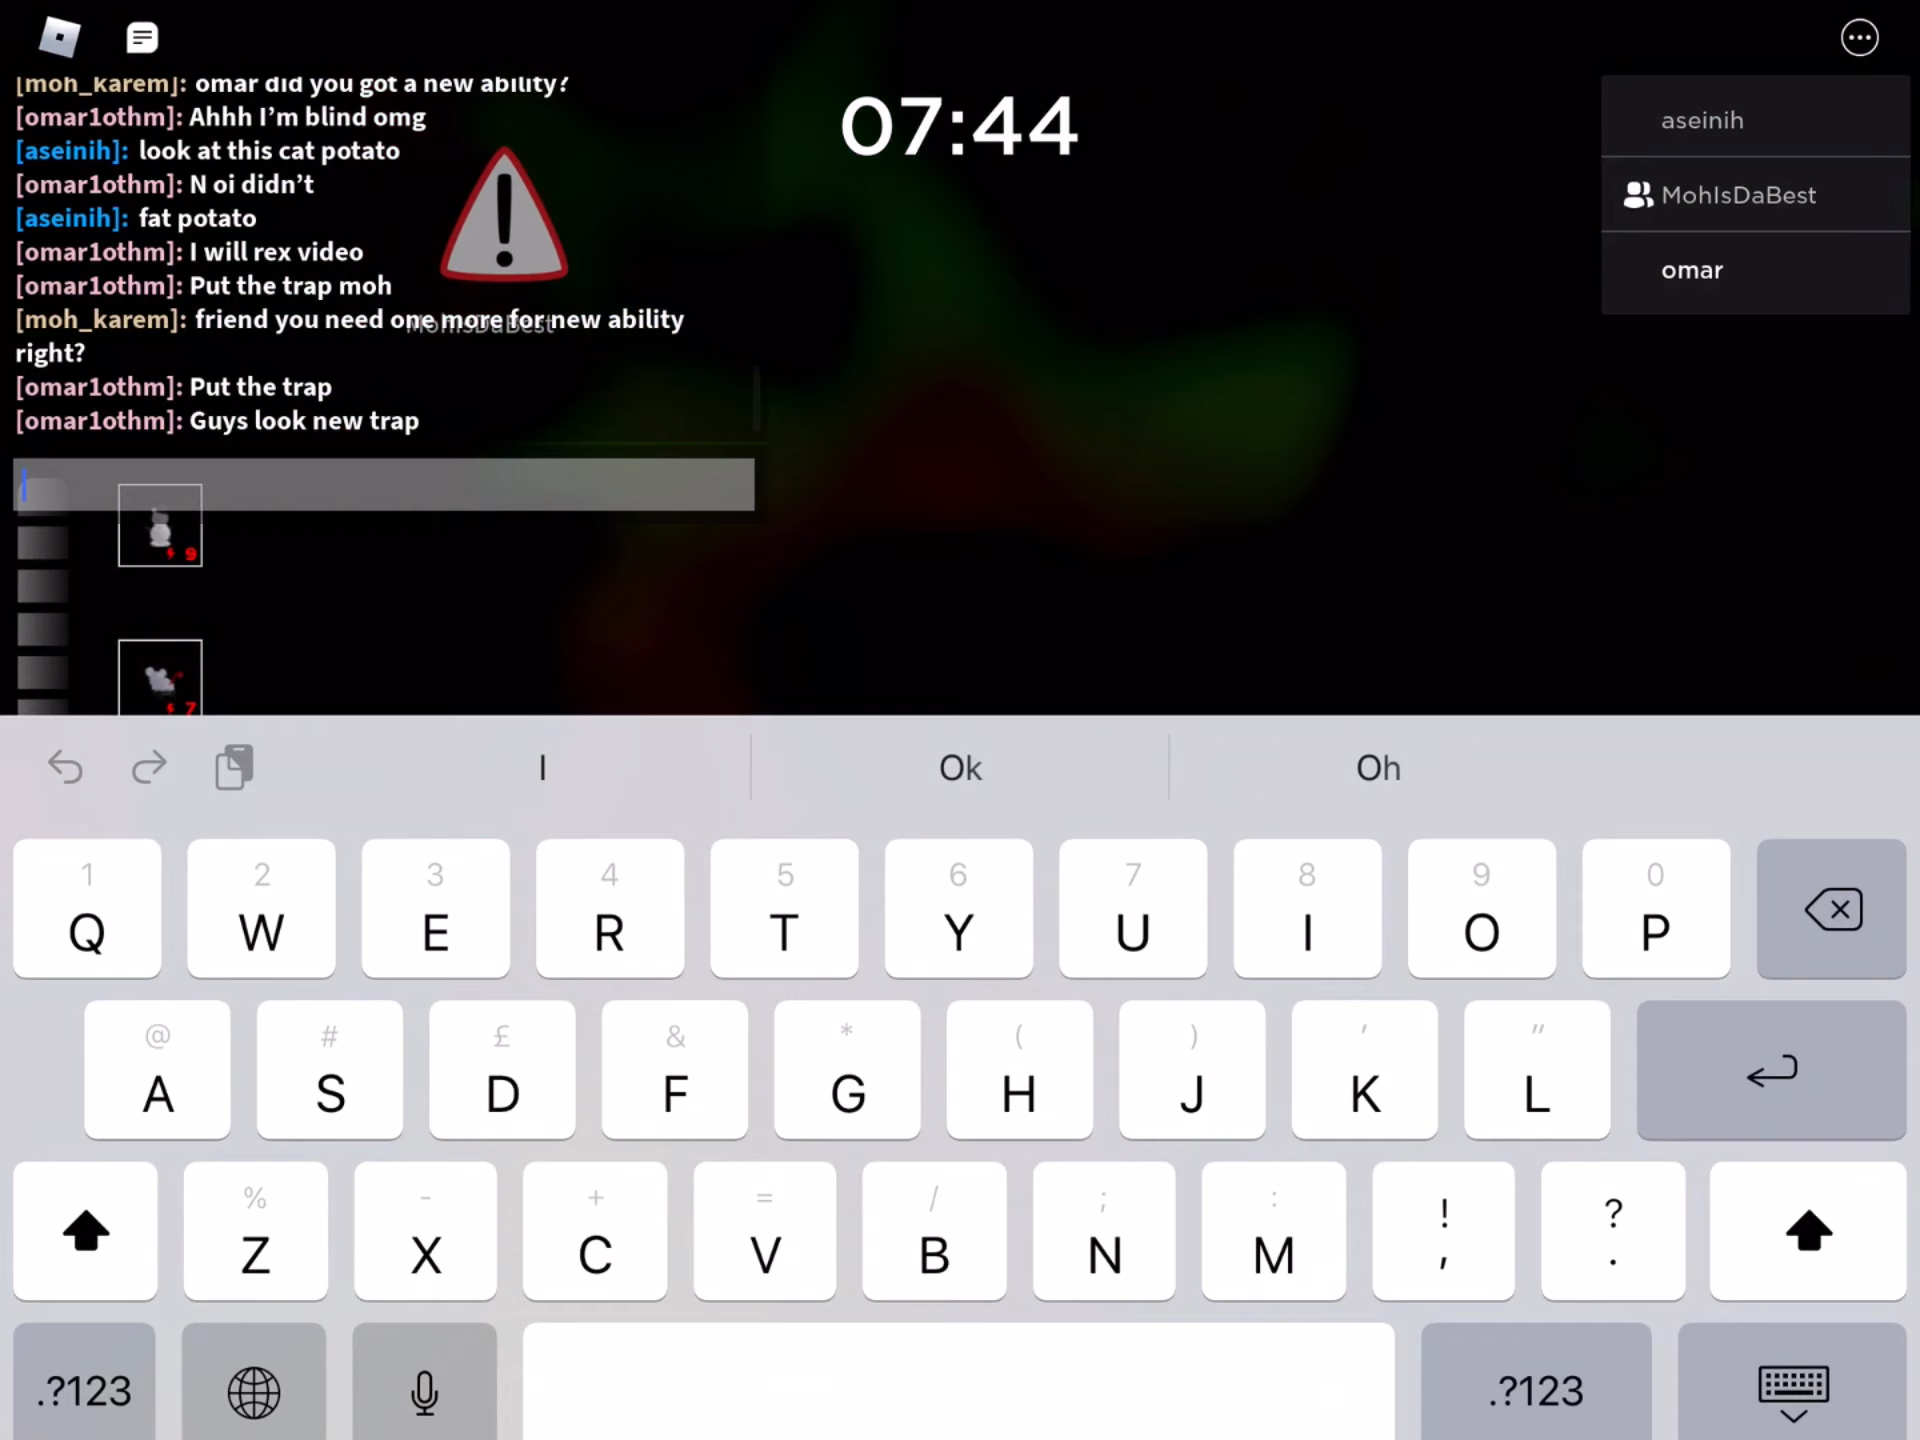 [moh_karem]: omar did you got a new ability?
[omar1othm]: Ahhh I’m blind omg
[aseinih]: look at this cat potato
[omar1othm]: N oi didn’t
[aseinih]: fat potato
[omar1othm]: I will rex video
[omar1othm]: Put the trap moh
[moh_karem]: friend you need one more for new ability
right?
[omar1othm]: Put the trap
[omar1othm]: Guys look new trap
MohIsDaBest
07:44
aseinih
MohIsDaBest
omar
9
7
I Ok Oh
1 2 3 4 5 6 7 8 9 0
Q W E R T Y U I O P
@ # £ & * ( ) ' "
A S D F G H J K L
% - + = / ; : ! ?
Z X C V B N M , .
.?123 .?123